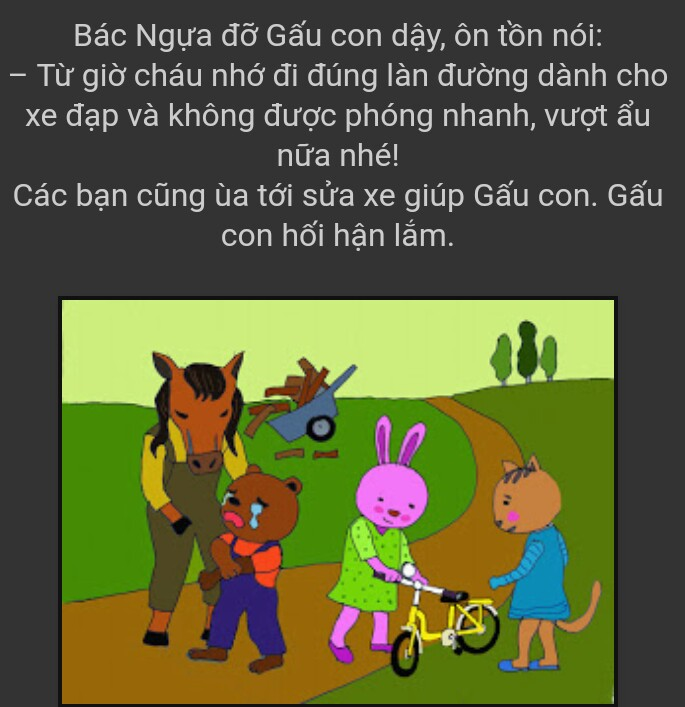 Bác Ngựa đỡ Gấu con dậy, ôn tồn nói:
– Từ giờ cháu nhớ đi đúng làn đường dành cho
xe đạp và không được phóng nhanh, vượt ẩu
nữa nhé!
Các bạn cũng ùa tới sửa xe giúp Gấu con. Gấu
con hối hận lắm.